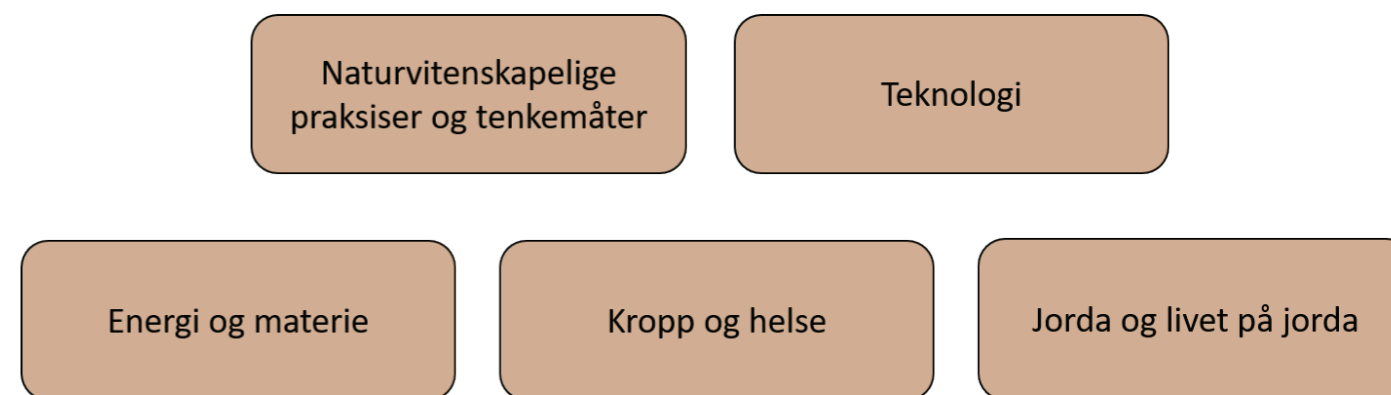 Naturvitenskapelige
praksiser og tenkemåter
Teknologi
Energi og materie
Kropp og helse
Jorda og livet på jorda